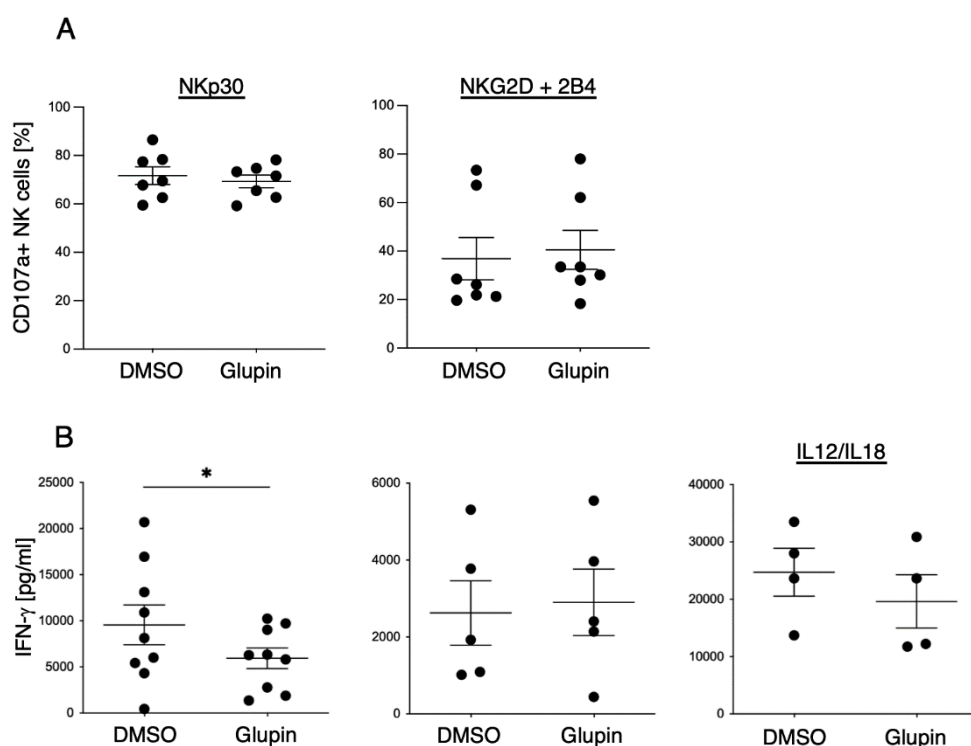 A
NKp30
NKG2D + 2B4
CD107a+ NK cells [%]
100
80
60
40
20
0
DMSO
Glupin
100
80
60
40
20
0
DMSO
Glupin
B
IL12/IL18
IFN-γ [pg/ml]
25000
20000
15000
10000
5000
0
*
DMSO
Glupin
6000
4000
2000
0
DMSO
Glupin
40000
30000
20000
10000
0
DMSO
Glupin